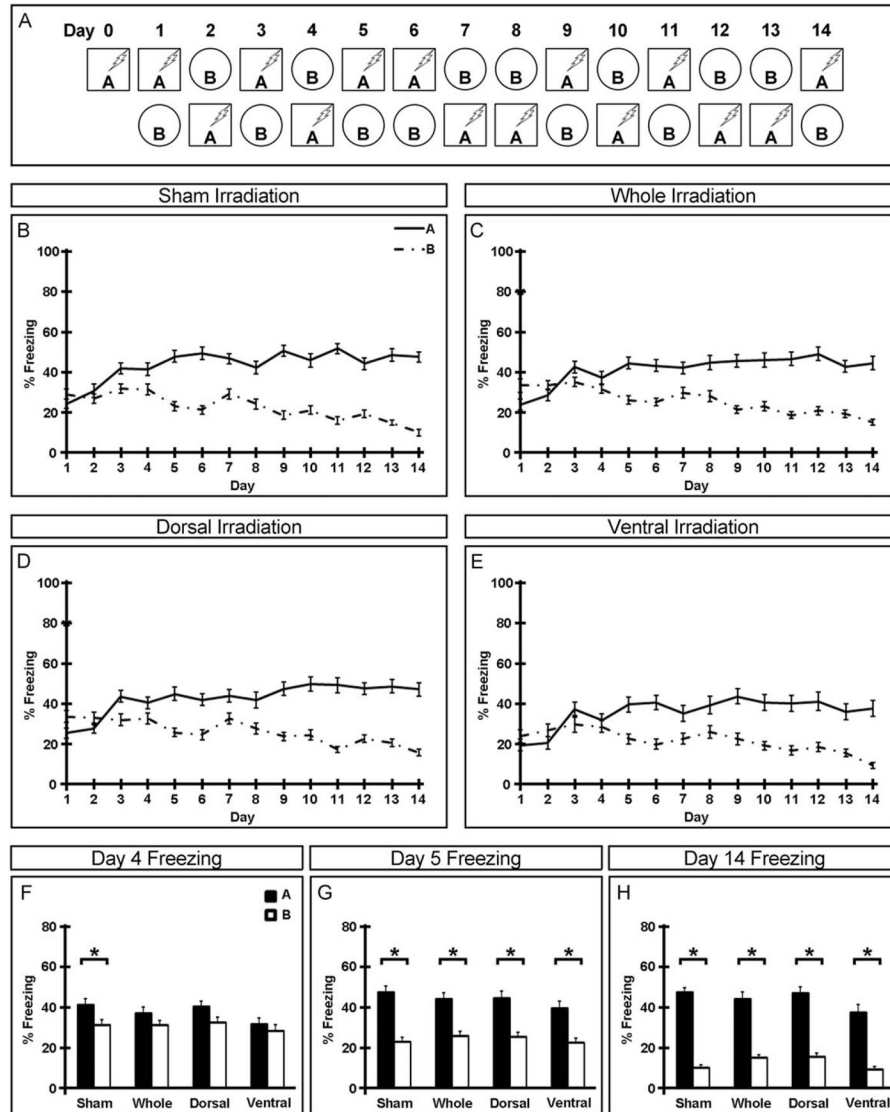 A
Day 0 1 2 3 4 5 6 7 8 9 10 11 12 13 14
A A B A B A A B B A B A B B A
B A B A B B A A B A B A A B
Sham Irradiation
Whole Irradiation
B
A
B
100
80
60
40
20
0
% Freezing
1 2 3 4 5 6 7 8 9 10 11 12 13 14
Day
C
100
80
60
40
20
0
% Freezing
1 2 3 4 5 6 7 8 9 10 11 12 13 14
Day
Dorsal Irradiation
Ventral Irradiation
D
100
80
60
40
20
0
% Freezing
1 2 3 4 5 6 7 8 9 10 11 12 13 14
Day
E
100
80
60
40
20
0
% Freezing
1 2 3 4 5 6 7 8 9 10 11 12 13 14
Day
Day 4 Freezing
Day 5 Freezing
Day 14 Freezing
F
A
B
80
60
40
20
0
% Freezing
*
Sham Whole Dorsal Ventral
G
80
60
40
20
0
% Freezing
* * * *
Sham Whole Dorsal Ventral
H
80
60
40
20
0
% Freezing
* * * *
Sham Whole Dorsal Ventral